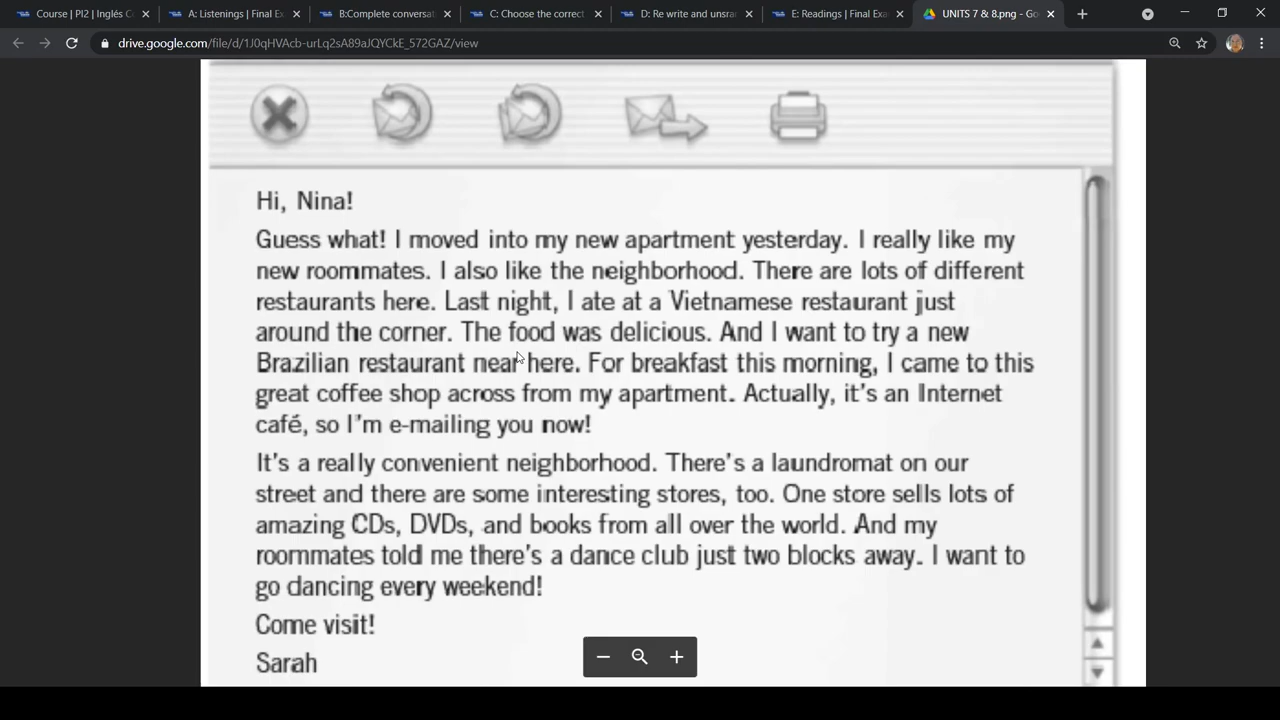 Course | PI2 | Inglés C
A: Listenings | Final Ex
B:Complete conversat
C: Choose the correct
D: Re write and unsra
E: Readings | Final Exa
UNITS 7 & 8.png - Go
drive.google.com/file/d/1J0qHVAcb-urLq2sA89aJQYCkE_572GAZ/view
Hi, Nina!
Guess what! I moved into my new apartment yesterday. I really like my
new roommates. I also like the neighborhood. There are lots of different
restaurants here. Last night, I ate at a Vietnamese restaurant just
around the corner. The food was delicious. And I want to try a new
Brazilian restaurant near here. For breakfast this morning, I came to this
great coffee shop across from my apartment. Actually, it's an Internet
café, so I'm e-mailing you now!
It's a really convenient neighborhood. There's a laundromat on our
street and there are some interesting stores, too. One store sells lots of
amazing CDs, DVDs, and books from all over the world. And my
roommates told me there's a dance club just two blocks away. I want to
go dancing every weekend!
Come visit!
Sarah